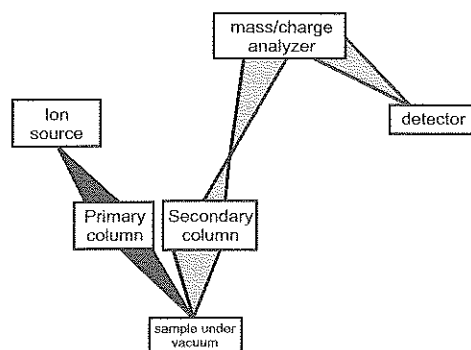 mass/charge
analyzer
Ion
source
detector
Primary
column
Secondary
column
sample under
vacuum